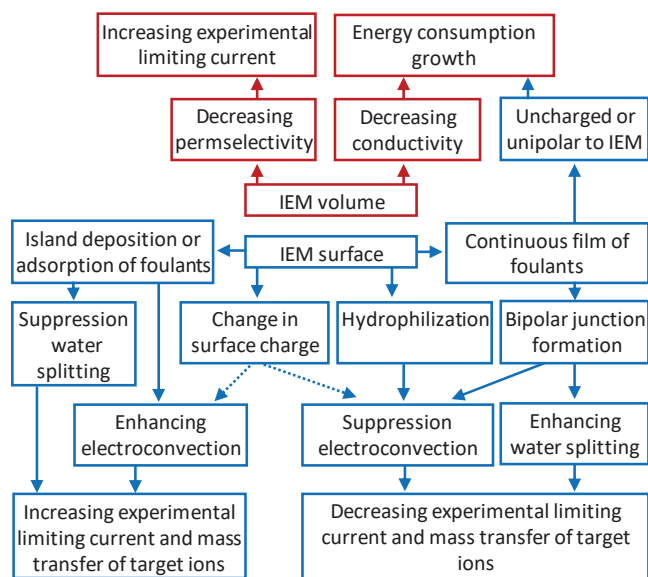 Increasing experimental
limiting current
Energy consumption
growth
Decreasing
permselectivity
Decreasing
conductivity
Uncharged or
unipolar to IEM
IEM volume
Island deposition or
adsorption of foulants
IEM surface
Continuous film of
foulants
Suppression
water
splitting
Change in
surface charge
Hydrophilization
Bipolar junction
formation
Enhancing
electroconvection
Suppression
electroconvection
Enhancing
water splitting
Increasing experimental
limiting current and mass
transfer of target ions
Decreasing experimental limiting
current and mass transfer of target
ions